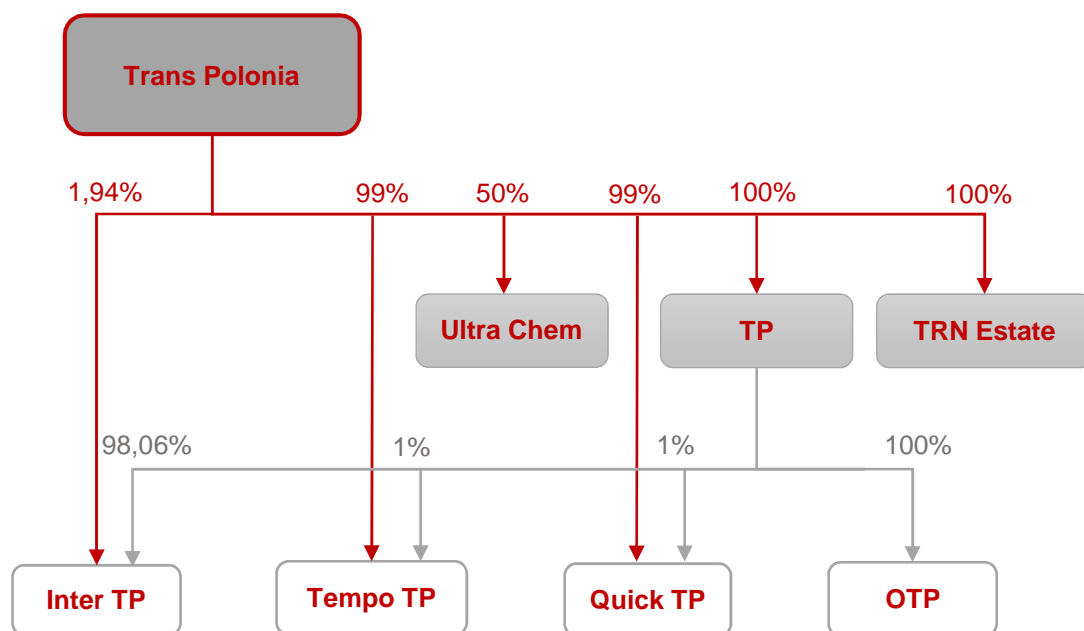 Trans Polonia
1,94%
99%
50%
99%
100%
100%
Ultra Chem
TP
TRN Estate
98,06%
1%
1%
100%
Inter TP
Tempo TP
Quick TP
OTP